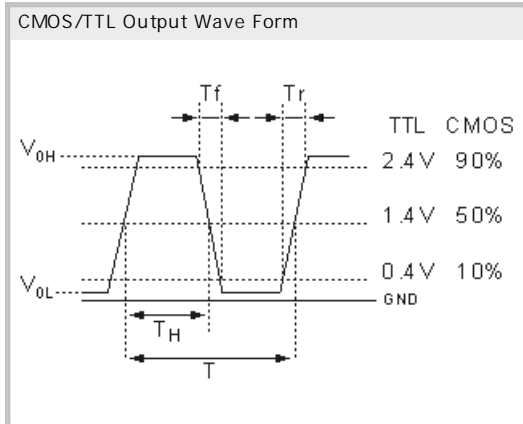 CMOS/TTL Output Wave Form
Tf Tr
TTL CMOS
V0H 2.4V 90%
1.4V 50%
V0L 0.4V 10%
GND
TH
T